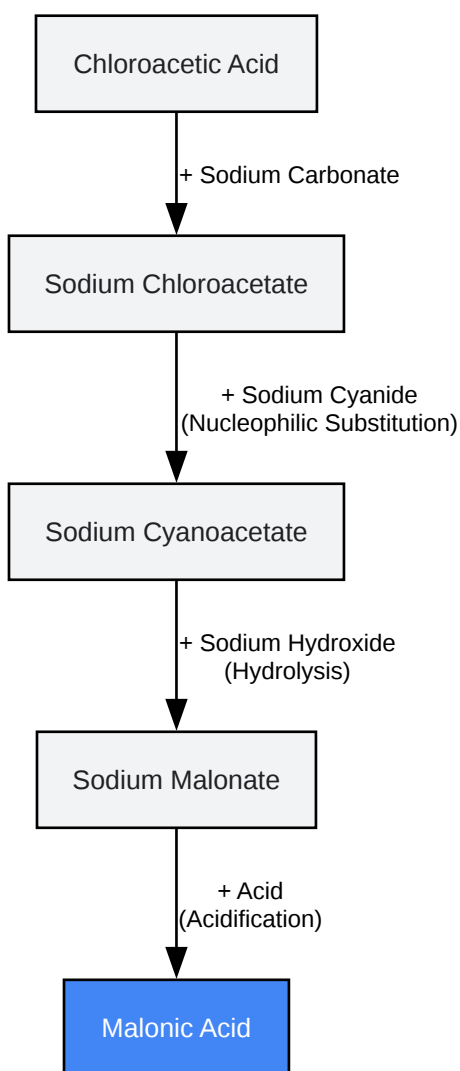 Chloroacetic Acid
+ Sodium Carbonate
Sodium Chloroacetate
+ Sodium Cyanide
(Nucleophilic Substitution)
Sodium Cyanoacetate
+ Sodium Hydroxide
(Hydrolysis)
Sodium Malonate
+ Acid
(Acidification)
Malonic Acid